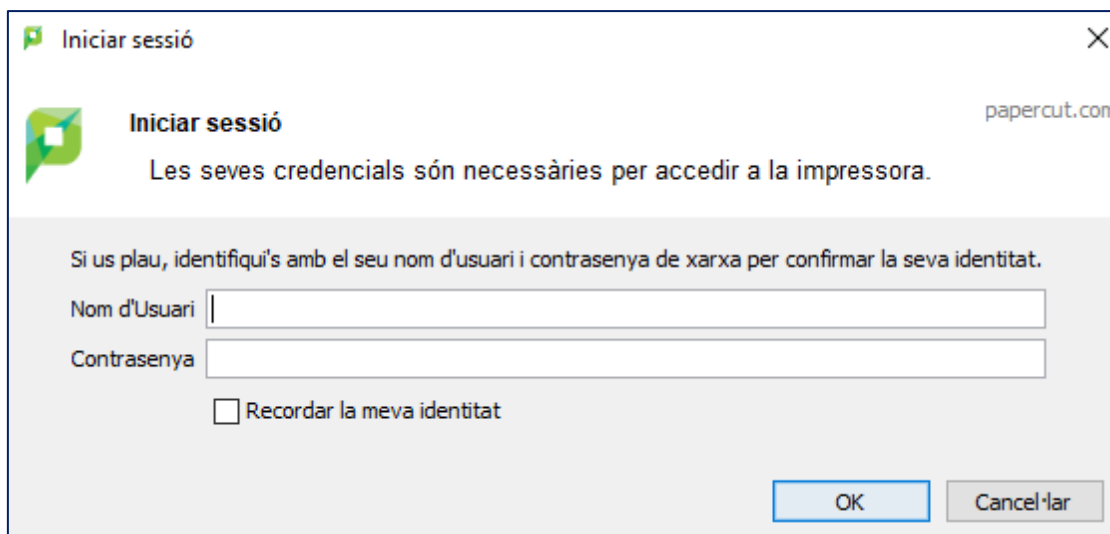 Iniciar sessió
papercut.com
Iniciar sessió
Les seves credencials són necessàries per accedir a la impressora.
Si us plau, identifiqui's amb el seu nom d'usuari i contrasenya de xarxa per confirmar la seva identitat.
Nom d'Usuari
Contrasenya
Recordar la meva identitat
OK Cancel·lar